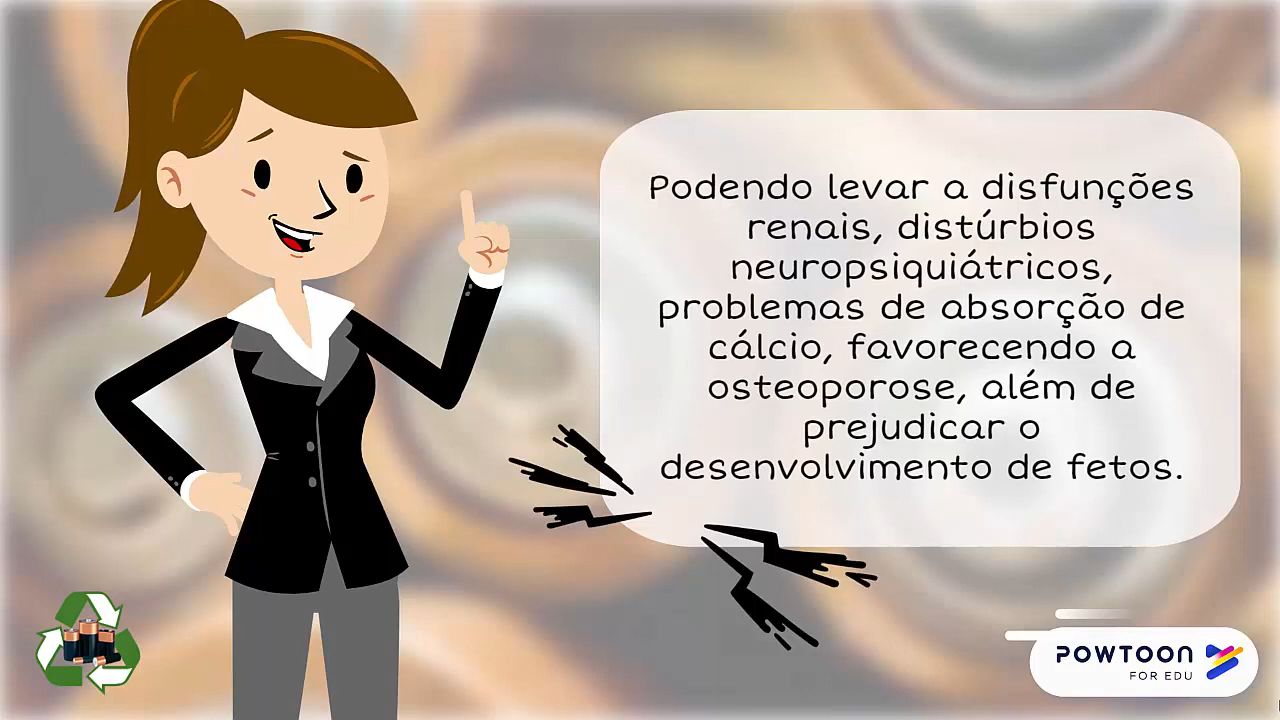 Podendo levar a disfunções
renais, distúrbios
neuropsiquiátricos,
problemas de absorção de
cálcio, favorecendo a
osteoporose, além de
prejudicar o
desenvolvimento de fetos.
POWTOON
FOR EDU